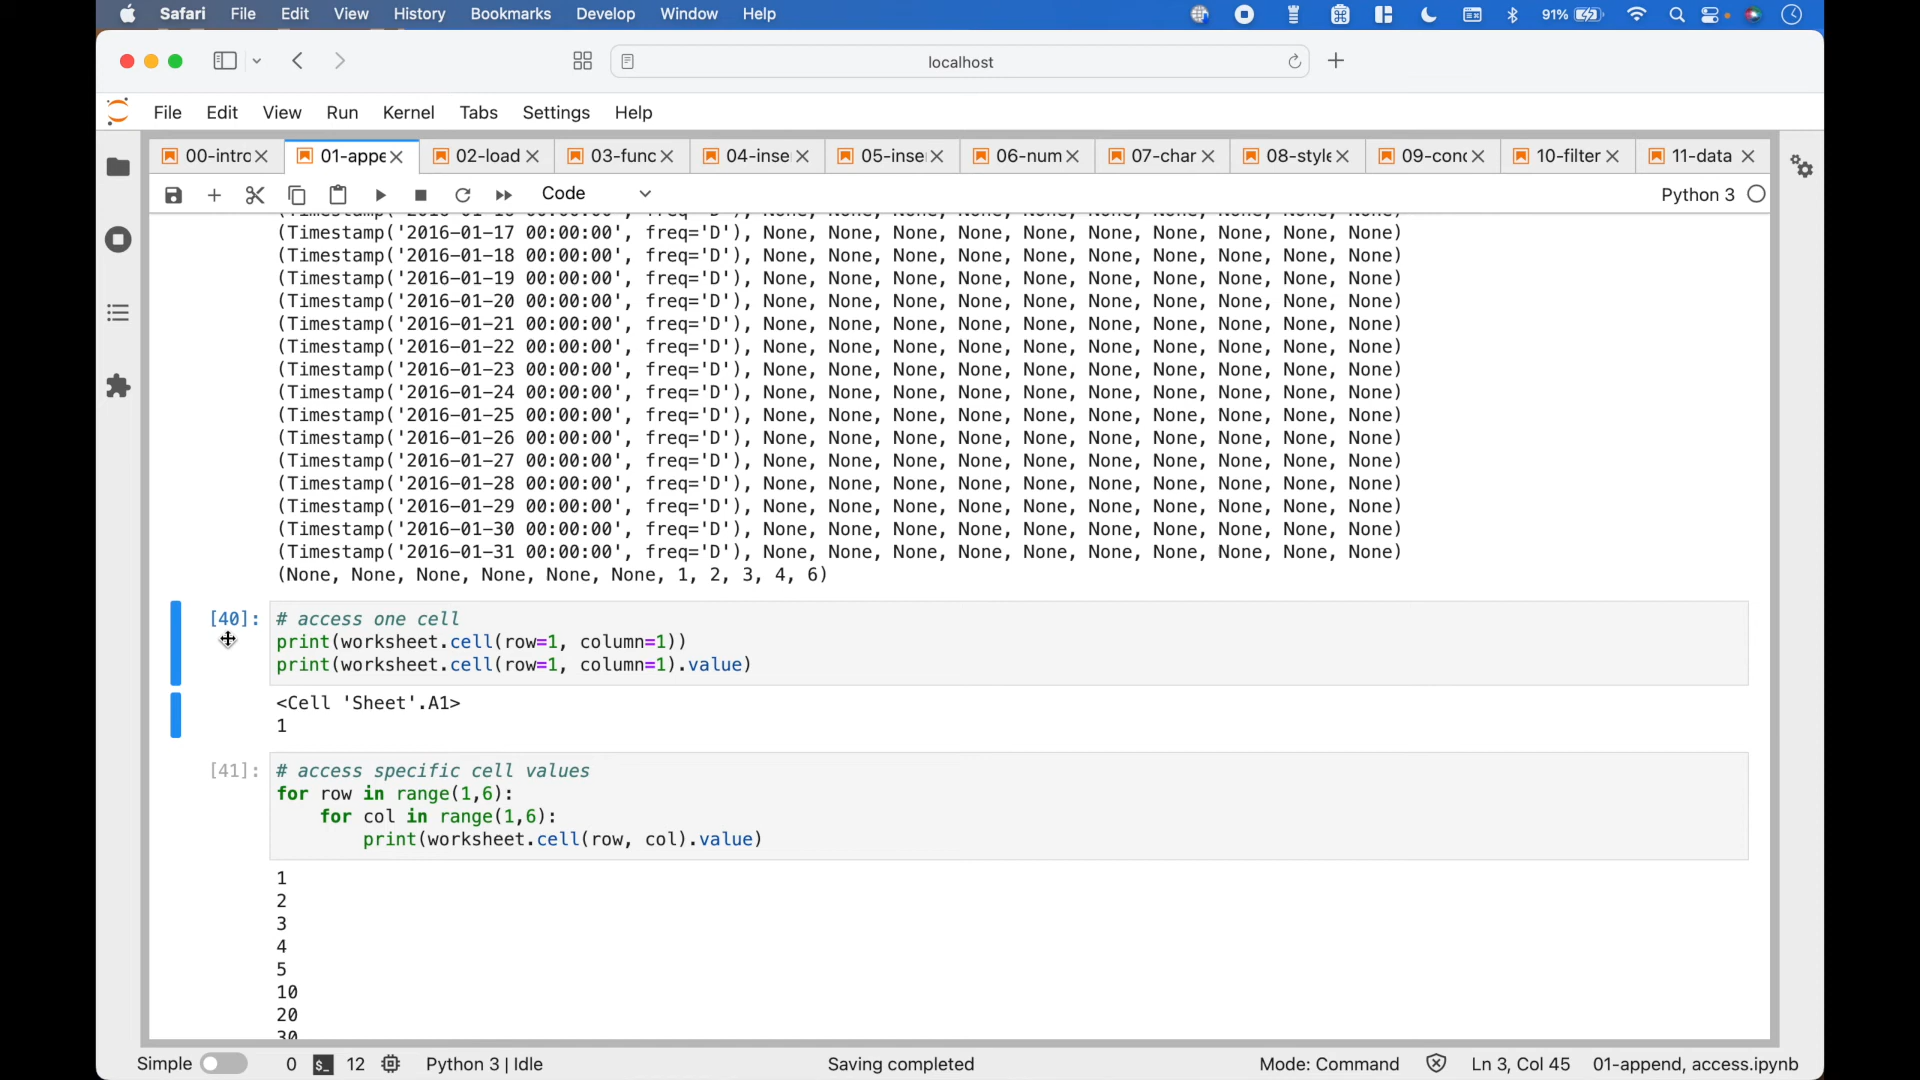 Safari File Edit View History Bookmarks Develop Window Help 91%
localhost
File Edit View Run Kernel Tabs Settings Help
00-intro 01-appe 02-load 03-func 04-inse 05-inse 06-num 07-char 08-style 09-conc 10-filter 11-data
Code Python 3
(Timestamp('2016-01-16 00:00:00', freq='D'), None, None, None, None, None, None, None, None, None, None)
(Timestamp('2016-01-17 00:00:00', freq='D'), None, None, None, None, None, None, None, None, None, None)
(Timestamp('2016-01-18 00:00:00', freq='D'), None, None, None, None, None, None, None, None, None, None)
(Timestamp('2016-01-19 00:00:00', freq='D'), None, None, None, None, None, None, None, None, None, None)
(Timestamp('2016-01-20 00:00:00', freq='D'), None, None, None, None, None, None, None, None, None, None)
(Timestamp('2016-01-21 00:00:00', freq='D'), None, None, None, None, None, None, None, None, None, None)
(Timestamp('2016-01-22 00:00:00', freq='D'), None, None, None, None, None, None, None, None, None, None)
(Timestamp('2016-01-23 00:00:00', freq='D'), None, None, None, None, None, None, None, None, None, None)
(Timestamp('2016-01-24 00:00:00', freq='D'), None, None, None, None, None, None, None, None, None, None)
(Timestamp('2016-01-25 00:00:00', freq='D'), None, None, None, None, None, None, None, None, None, None)
(Timestamp('2016-01-26 00:00:00', freq='D'), None, None, None, None, None, None, None, None, None, None)
(Timestamp('2016-01-27 00:00:00', freq='D'), None, None, None, None, None, None, None, None, None, None)
(Timestamp('2016-01-28 00:00:00', freq='D'), None, None, None, None, None, None, None, None, None, None)
(Timestamp('2016-01-29 00:00:00', freq='D'), None, None, None, None, None, None, None, None, None, None)
(Timestamp('2016-01-30 00:00:00', freq='D'), None, None, None, None, None, None, None, None, None, None)
(Timestamp('2016-01-31 00:00:00', freq='D'), None, None, None, None, None, None, None, None, None, None)
(None, None, None, None, None, None, 1, 2, 3, 4, 6)
[40]: # access one cell
print(worksheet.cell(row=1, column=1))
print(worksheet.cell(row=1, column=1).value)
<Cell 'Sheet'.A1>
1
[41]: # access specific cell values
for row in range(1,6):
    for col in range(1,6):
        print(worksheet.cell(row, col).value)
1
2
3
4
5
10
20
30
Simple 0 $_ 12 Python 3 | Idle Saving completed Mode: Command Ln 3, Col 45 01-append, access.ipynb